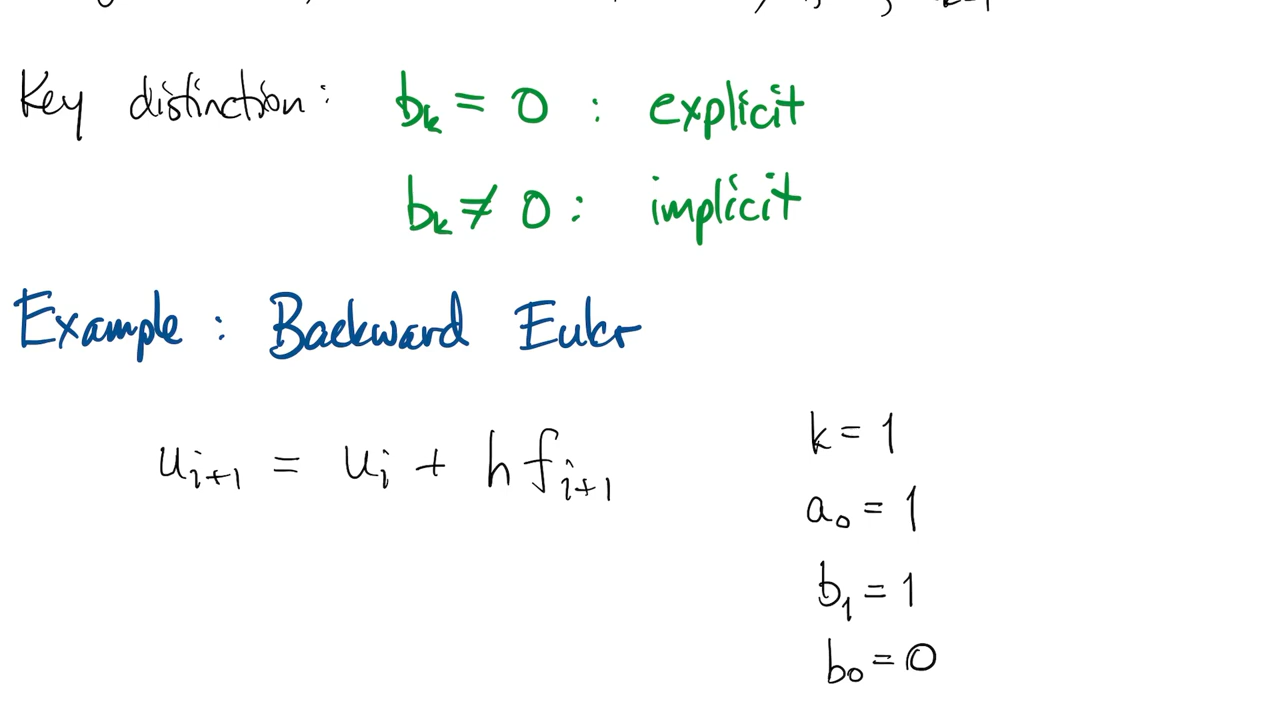 Key distinction: b_k = 0 : explicit
b_k ≠ 0 : implicit
Example : Backward Euler
u_{i+1} = u_i + h f_{i+1}
k = 1
a_0 = 1
b_1 = 1
b_0 = 0